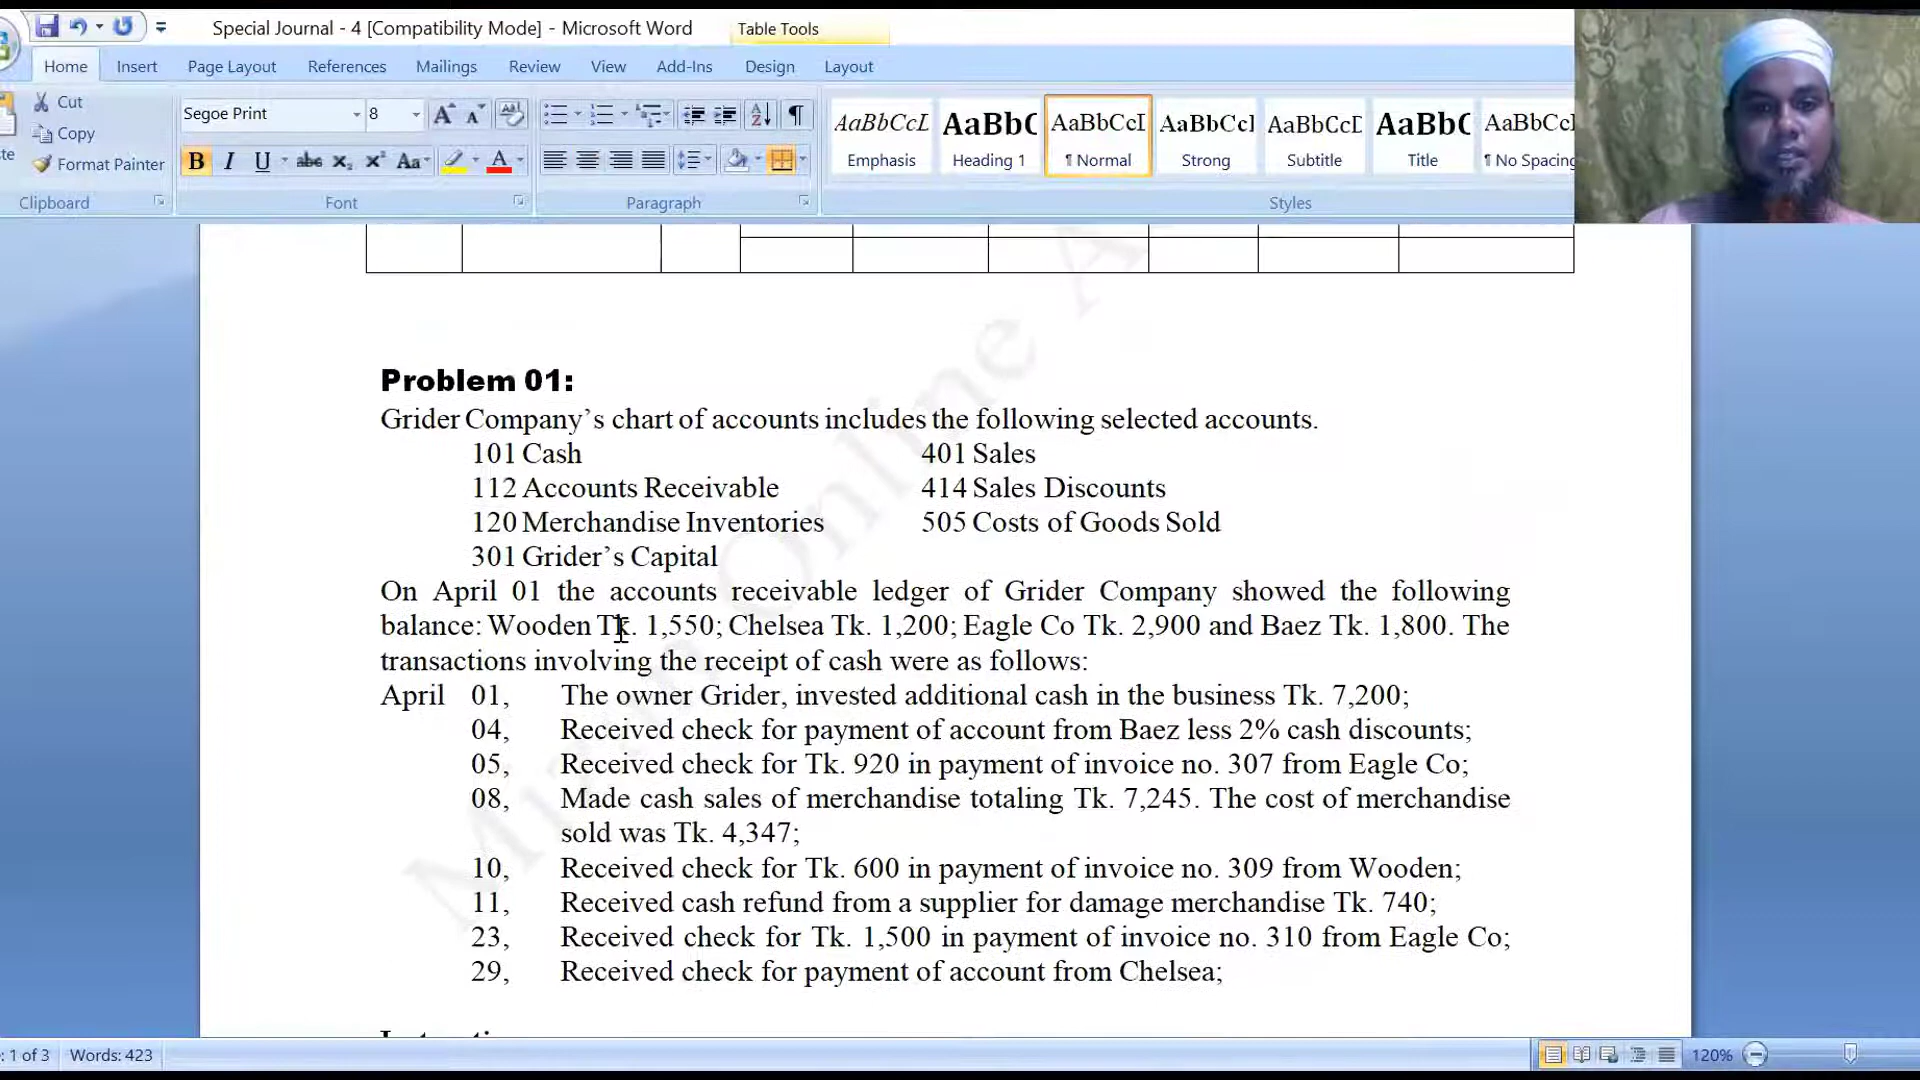 Special Journal - 4 [Compatibility Mode] - Microsoft Word
Table Tools
Home Insert Page Layout References Mailings Review View Add-Ins Design Layout
Cut
Copy
Format Painter
Clipboard
Segoe Print 8
B I U abc X₂ X² Aa A
Font
Paragraph
AaBbCcL AaBbC AaBbCcI AaBbCcI AaBbCcD AaBbC AaBbCcI
Emphasis Heading 1 ¶ Normal Strong Subtitle Title ¶ No Spacing
Styles
Problem 01:
Grider Company’s chart of accounts includes the following selected accounts.
101 Cash 401 Sales
112 Accounts Receivable 414 Sales Discounts
120 Merchandise Inventories 505 Costs of Goods Sold
301 Grider’s Capital
On April 01 the accounts receivable ledger of Grider Company showed the following
balance: Wooden Tk. 1,550; Chelsea Tk. 1,200; Eagle Co Tk. 2,900 and Baez Tk. 1,800. The
transactions involving the receipt of cash were as follows:
April 01, The owner Grider, invested additional cash in the business Tk. 7,200;
04, Received check for payment of account from Baez less 2% cash discounts;
05, Received check for Tk. 920 in payment of invoice no. 307 from Eagle Co;
08, Made cash sales of merchandise totaling Tk. 7,245. The cost of merchandise
sold was Tk. 4,347;
10, Received check for Tk. 600 in payment of invoice no. 309 from Wooden;
11, Received cash refund from a supplier for damage merchandise Tk. 740;
23, Received check for Tk. 1,500 in payment of invoice no. 310 from Eagle Co;
29, Received check for payment of account from Chelsea;
: 1 of 3 Words: 423 120%